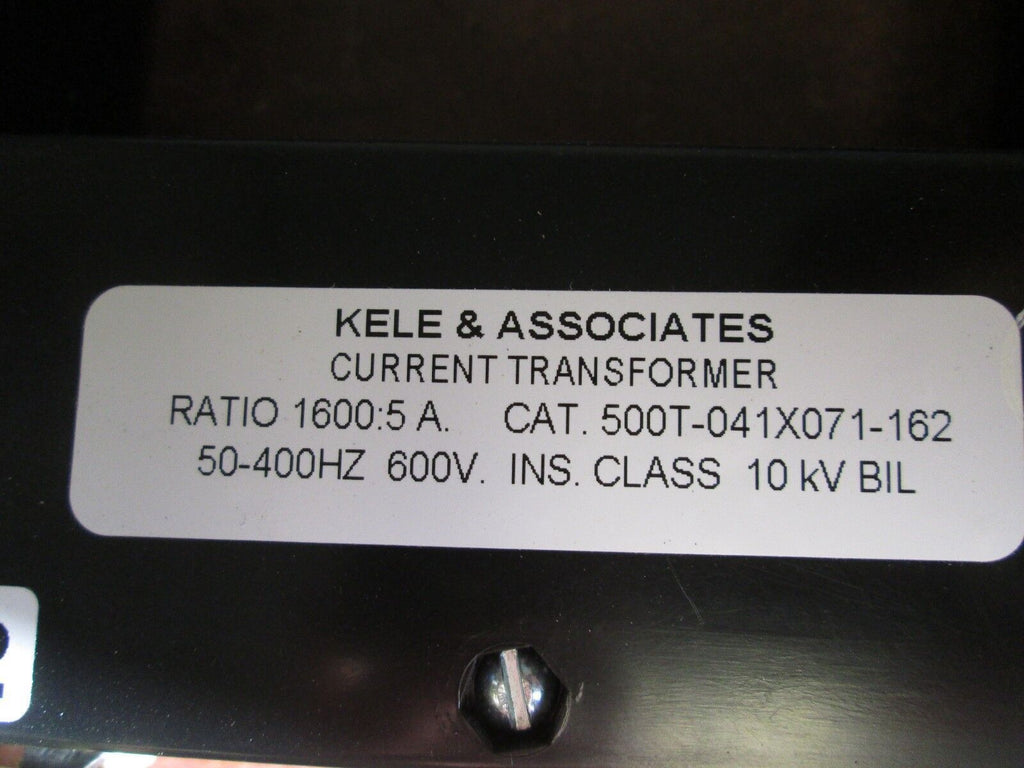 KELE & ASSOCIATES
CURRENT TRANSFORMER
RATIO 1600:5 A. CAT. 500T-041X071-162
50-400HZ 600V. INS. CLASS 10 kV BIL